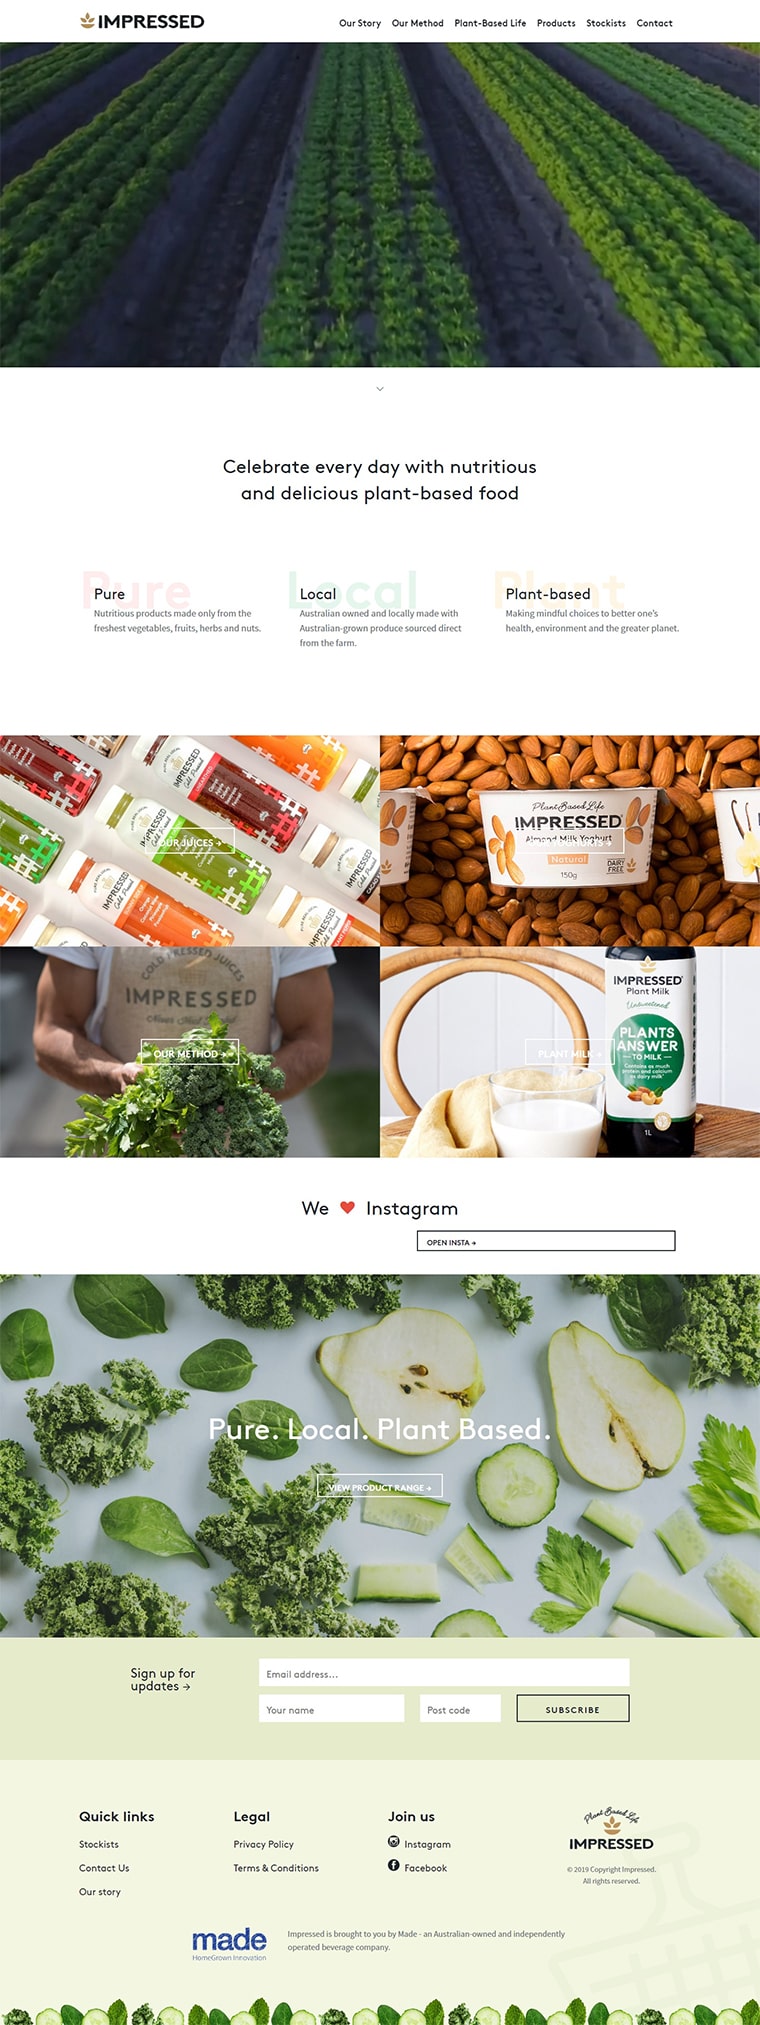 IMPRESSED
Our Story Our Method Plant-Based Life Products Stockists Contact
Celebrate every day with nutritious
and delicious plant-based food
Pure
Pure
Nutritious products made only from the
freshest vegetables, fruits, herbs and nuts.
Local
Local
Australian owned and locally made with
Australian-grown produce sourced direct
from the farm.
Plant
Plant-based
Making mindful choices to better one's
health, environment and the greater planet.
IMPRESSED
Cold Pressed
OUR JUICES →
Plant Based Life
IMPRESSED
Almond Milk Yoghurt
Natural
DAIRY
FREE
150g
COLD PRESSED JUICES
IMPRESSED
OUR METHOD →
IMPRESSED
Plant Milk
Unsweetened
PLANTS
ANSWER
TO MILK
Contains as much
protein and calcium
as dairy milk*
1L
PLANT MILK →
We ♥ Instagram
OPEN INSTA →
Pure. Local. Plant Based.
VIEW PRODUCT RANGE →
Sign up for
updates →
Email address...
Your name
Post code
SUBSCRIBE
Quick links
Stockists
Contact Us
Our story
Legal
Privacy Policy
Terms & Conditions
Join us
Instagram
Facebook
Plant Based Life
IMPRESSED
© 2019 Copyright Impressed.
All rights reserved.
made
HomeGrown Innovation
Impressed is brought to you by Made - an Australian-owned and independently
operated beverage company.